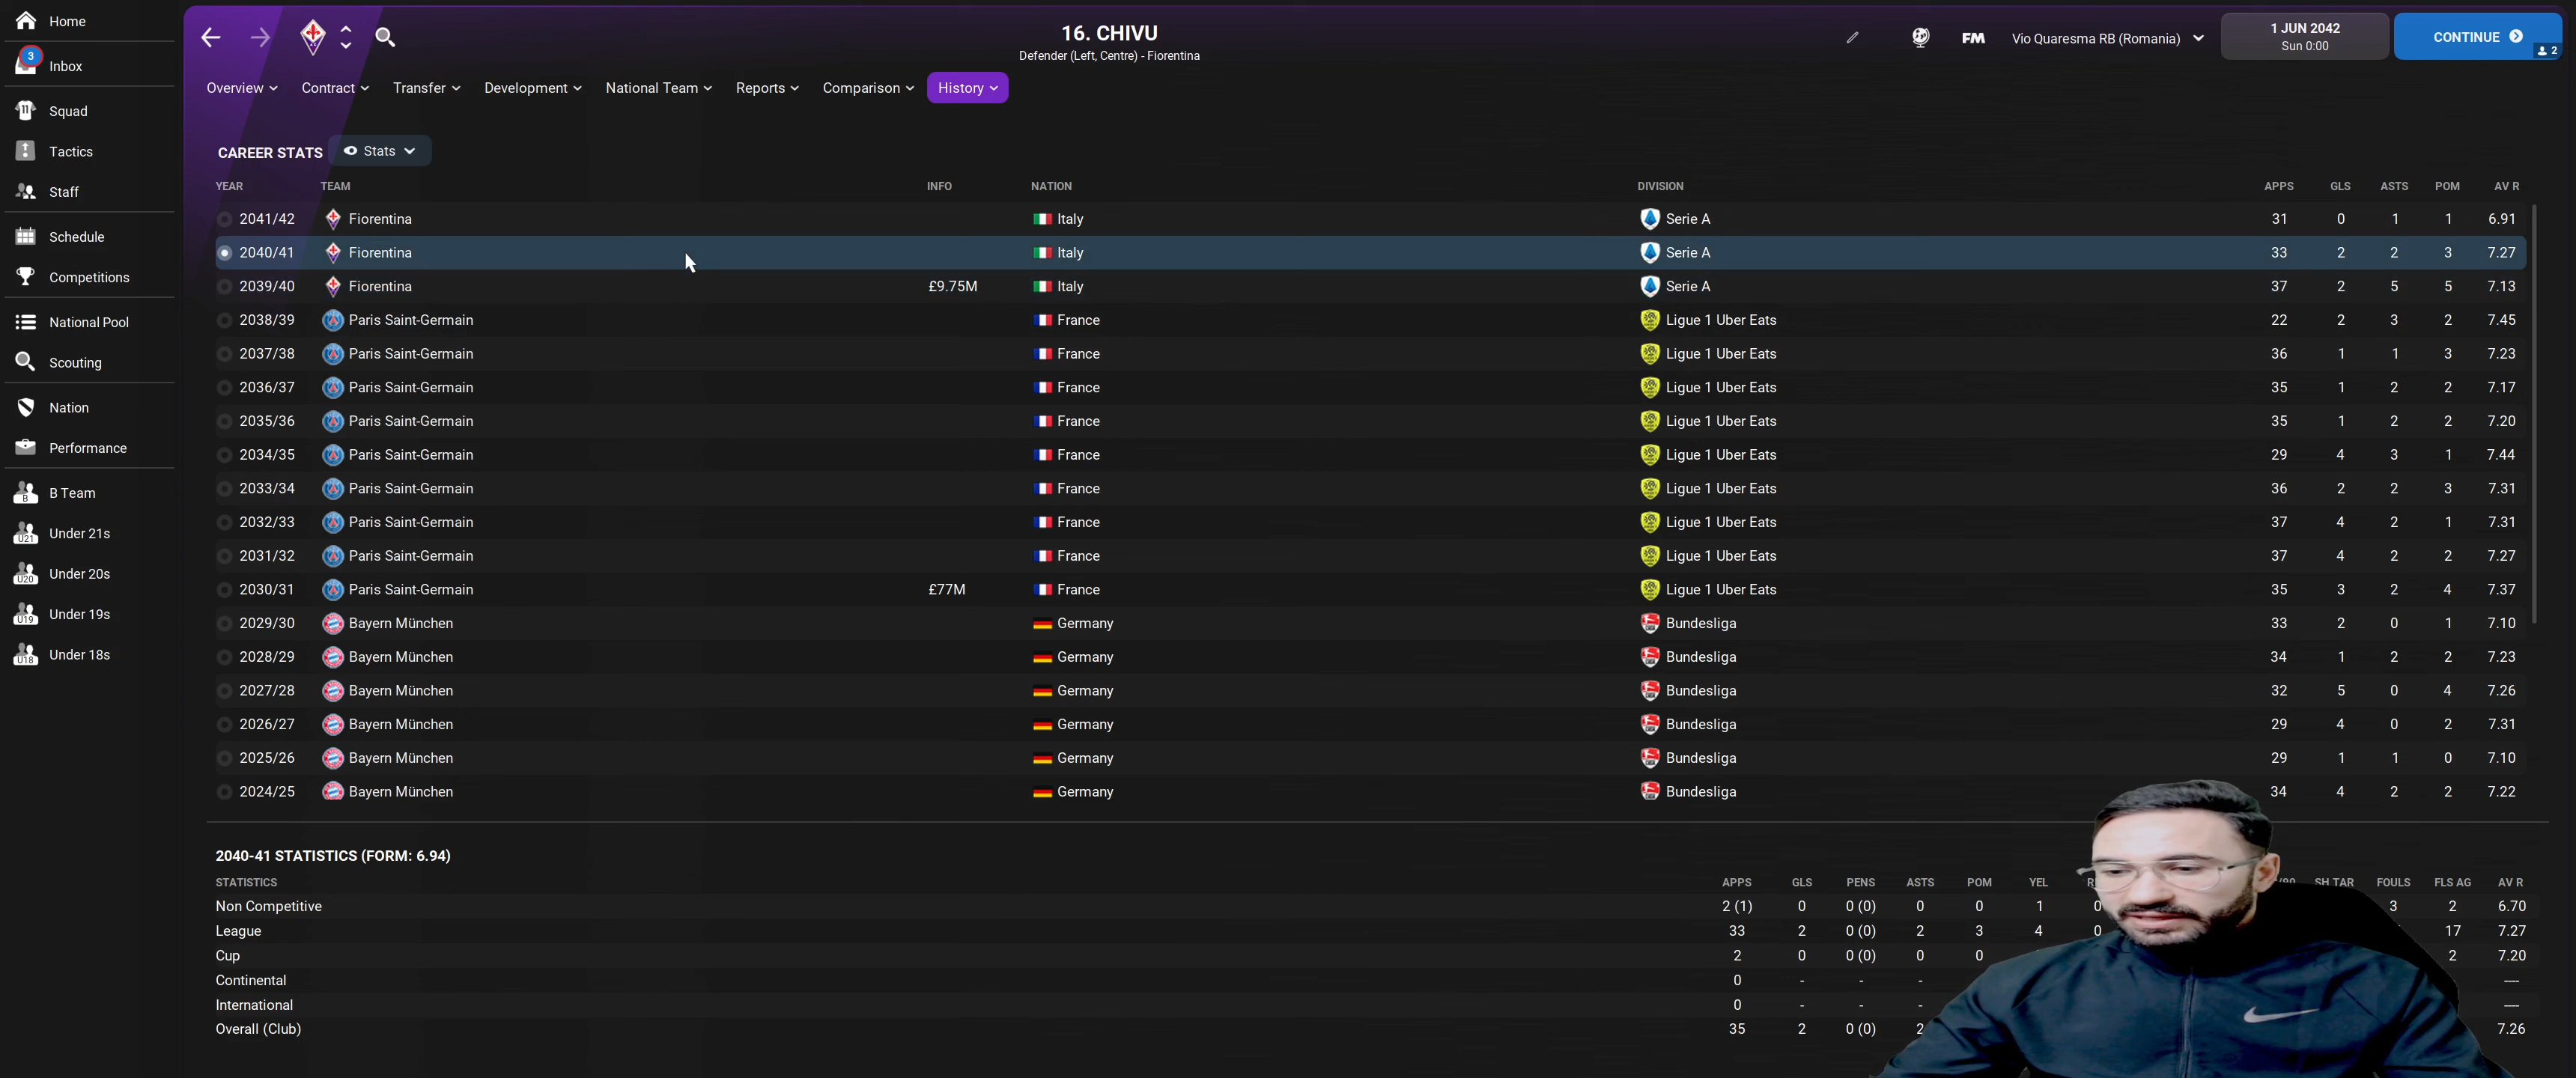 Home
3
Inbox
Squad
Tactics
Staff
Schedule
Competitions
National Pool
Scouting
Nation
Performance
B
B Team
U21
Under 21s
U20
Under 20s
U19
Under 19s
U18
Under 18s
16. CHIVU
Defender (Left, Centre) - Fiorentina
FM
Vio Quaresma RB (Romania)
1 JUN 2042
Sun 0:00
CONTINUE
2
Overview Contract Transfer Development National Team Reports Comparison History
CAREER STATS Stats
YEAR TEAM INFO NATION DIVISION APPS GLS ASTS POM AV R
2041/42 Fiorentina Italy Serie A 31 0 1 1 6.91
2040/41 Fiorentina Italy Serie A 33 2 2 3 7.27
2039/40 Fiorentina £9.75M Italy Serie A 37 2 5 5 7.13
2038/39 Paris Saint-Germain France Ligue 1 Uber Eats 22 2 3 2 7.45
2037/38 Paris Saint-Germain France Ligue 1 Uber Eats 36 1 1 3 7.23
2036/37 Paris Saint-Germain France Ligue 1 Uber Eats 35 1 2 2 7.17
2035/36 Paris Saint-Germain France Ligue 1 Uber Eats 35 1 2 2 7.20
2034/35 Paris Saint-Germain France Ligue 1 Uber Eats 29 4 3 1 7.44
2033/34 Paris Saint-Germain France Ligue 1 Uber Eats 36 2 2 3 7.31
2032/33 Paris Saint-Germain France Ligue 1 Uber Eats 37 4 2 1 7.31
2031/32 Paris Saint-Germain France Ligue 1 Uber Eats 37 4 2 2 7.27
2030/31 Paris Saint-Germain £77M France Ligue 1 Uber Eats 35 3 2 4 7.37
2029/30 Bayern München Germany Bundesliga 33 2 0 1 7.10
2028/29 Bayern München Germany Bundesliga 34 1 2 2 7.23
2027/28 Bayern München Germany Bundesliga 32 5 0 4 7.26
2026/27 Bayern München Germany Bundesliga 29 4 0 2 7.31
2025/26 Bayern München Germany Bundesliga 29 1 1 0 7.10
2024/25 Bayern München Germany Bundesliga 34 4 2 2 7.22
2040-41 STATISTICS (FORM: 6.94)
STATISTICS APPS GLS PENS ASTS POM YEL SH TAR FOULS FLS AG AV R
Non Competitive 2 (1) 0 0 (0) 0 0 1 0 3 2 6.70
League 33 2 0 (0) 2 3 4 0 17 7.27
Cup 2 0 0 (0) 0 0 2 7.20
Continental 0 - - - ----
International 0 - - - ----
Overall (Club) 35 2 0 (0) 2 7.26